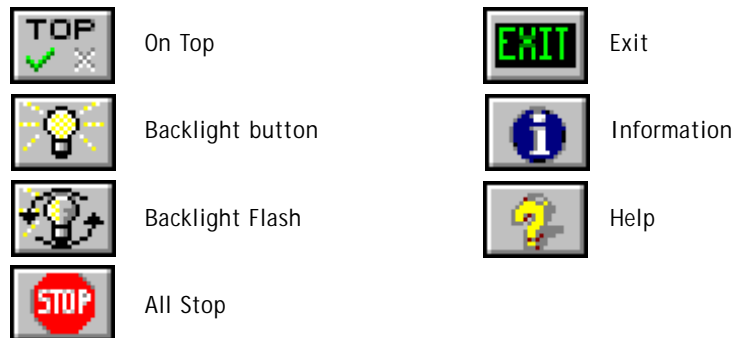 TOP
On Top
EXIT
Exit
Backlight button
i
Information
Backlight Flash
?
Help
STOP
All Stop